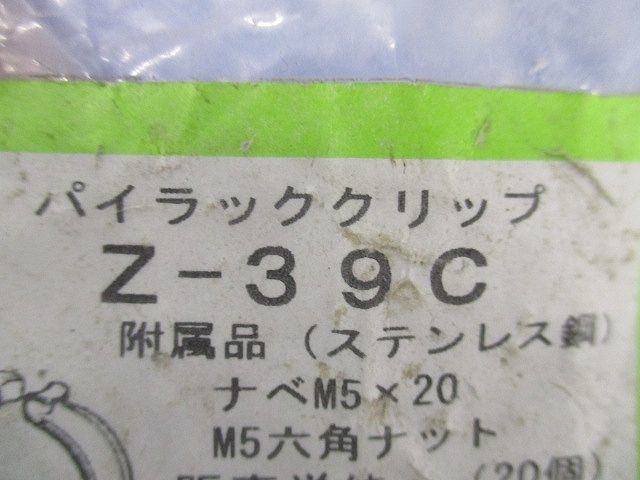 パイラッククリップ
Z-39C
附属品（ステンレス鋼）
ナベM5×20
M5六角ナット
（20個）